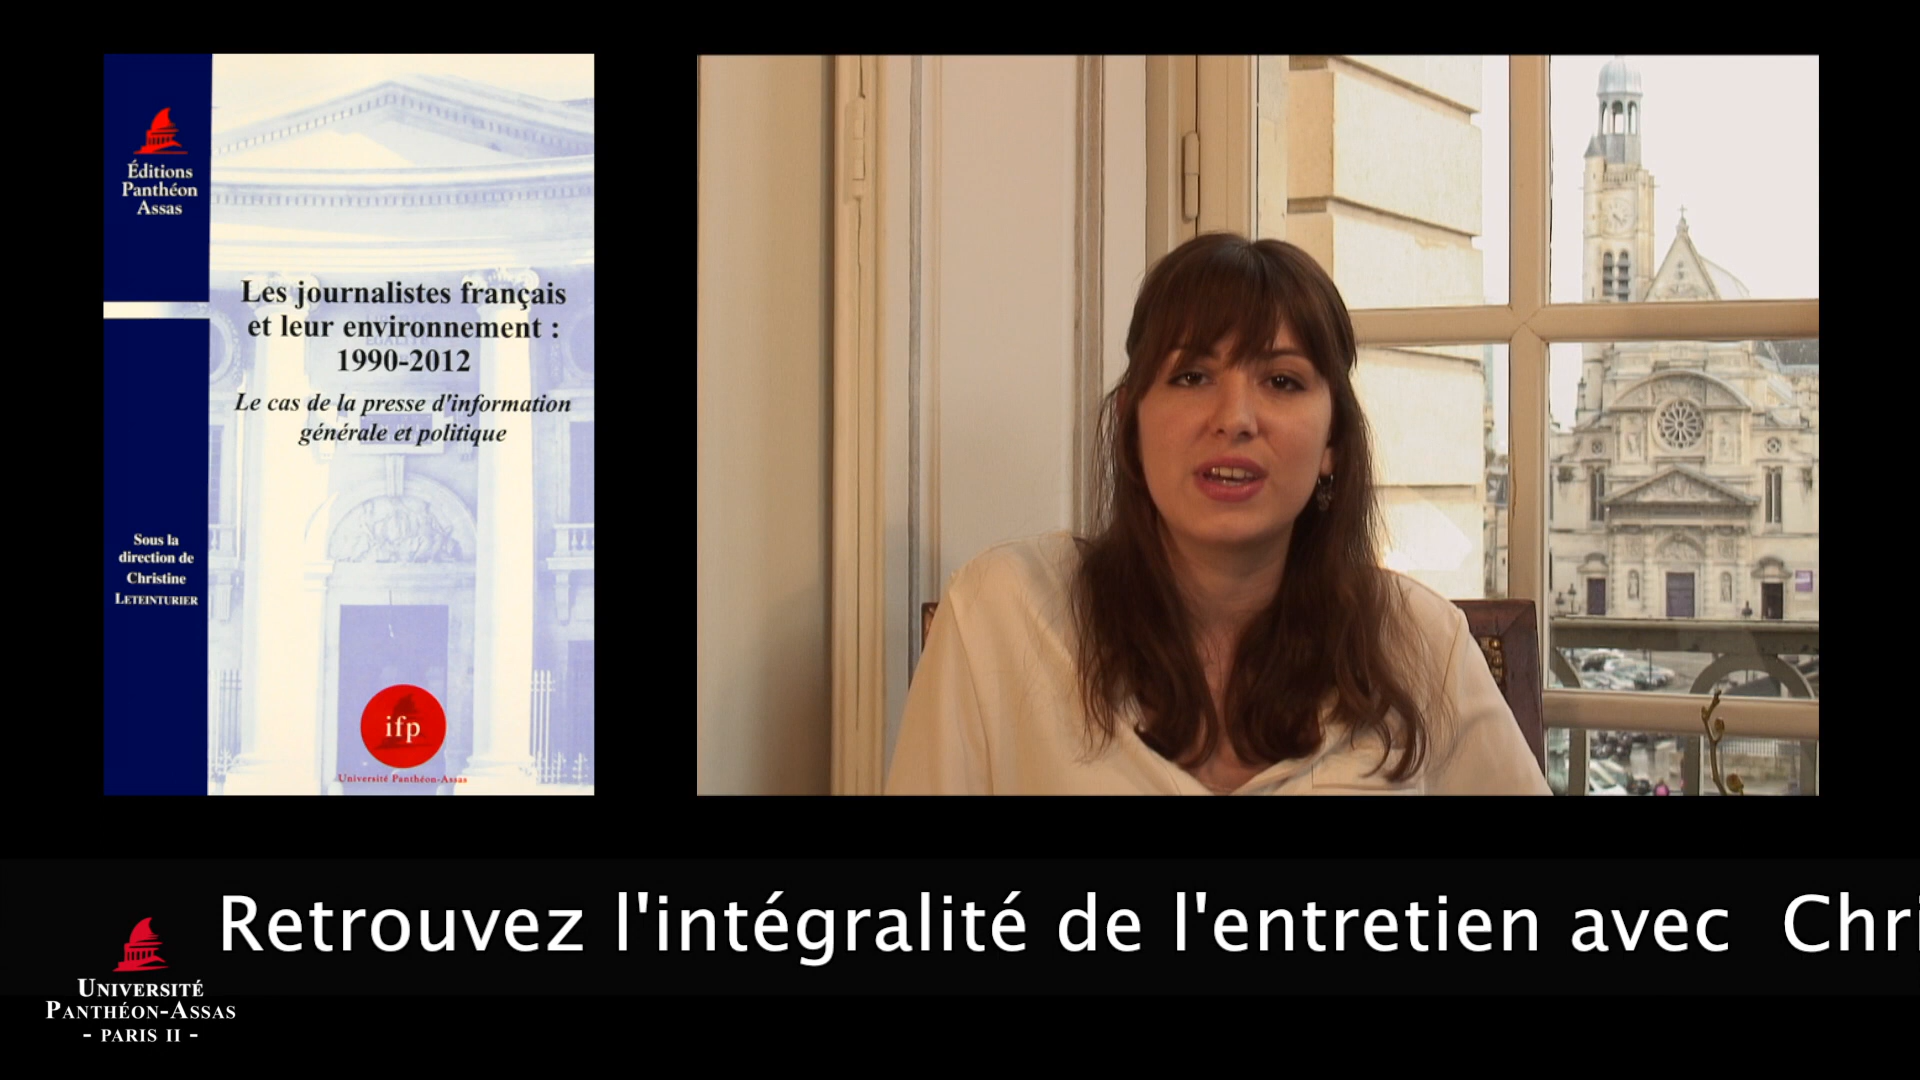 Éditions
Panthéon
Assas
Les journalistes français
et leur environnement :
1990-2012
Le cas de la presse d'information
générale et politique
Sous la
direction de
Christine
LETEINTURIER
ifp
Université Panthéon-Assas
Retrouvez l'intégralité de l'entretien avec Chri
UNIVERSITÉ
PANTHÉON-ASSAS
- PARIS II -